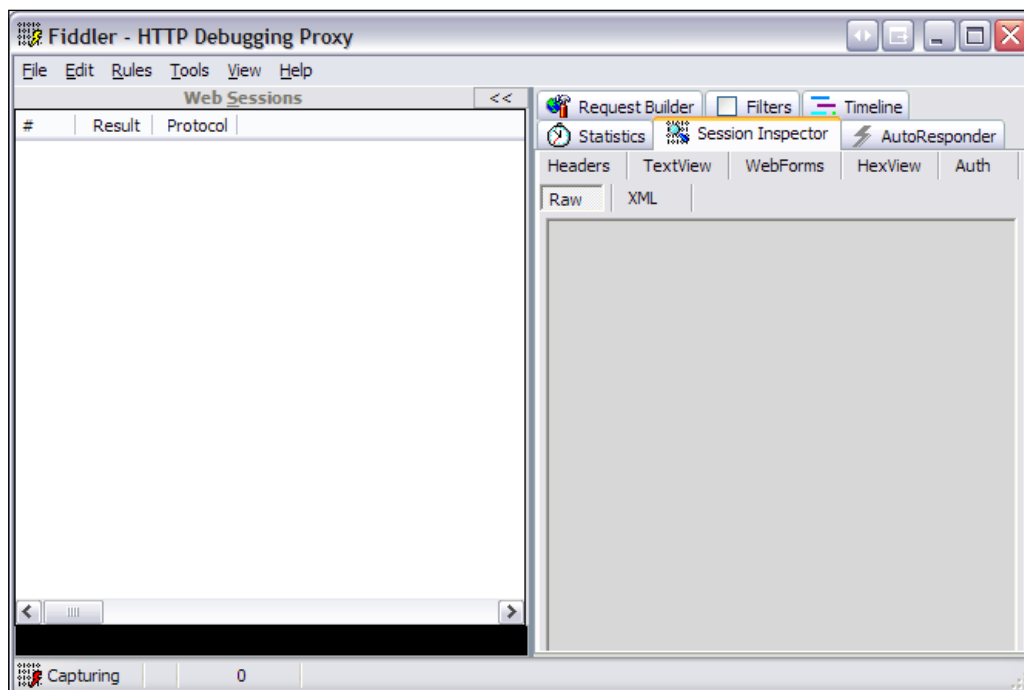 Fiddler - HTTP Debugging Proxy
File Edit Rules Tools View Help
Web Sessions <<
# Result Protocol
Request Builder Filters Timeline
Statistics Session Inspector AutoResponder
Headers TextView WebForms HexView Auth
Raw XML
Capturing 0